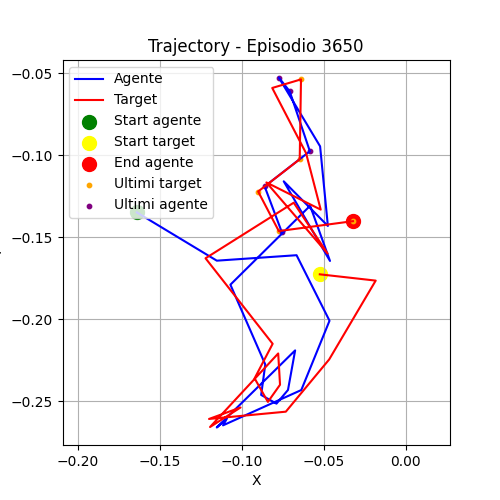 Trajectory - Episodio 3650
Agente
Target
Start agente
Start target
End agente
Ultimi target
Ultimi agente
−0.05
−0.10
−0.15
−0.20
−0.25
−0.20
−0.15
−0.10
−0.05
0.00
X